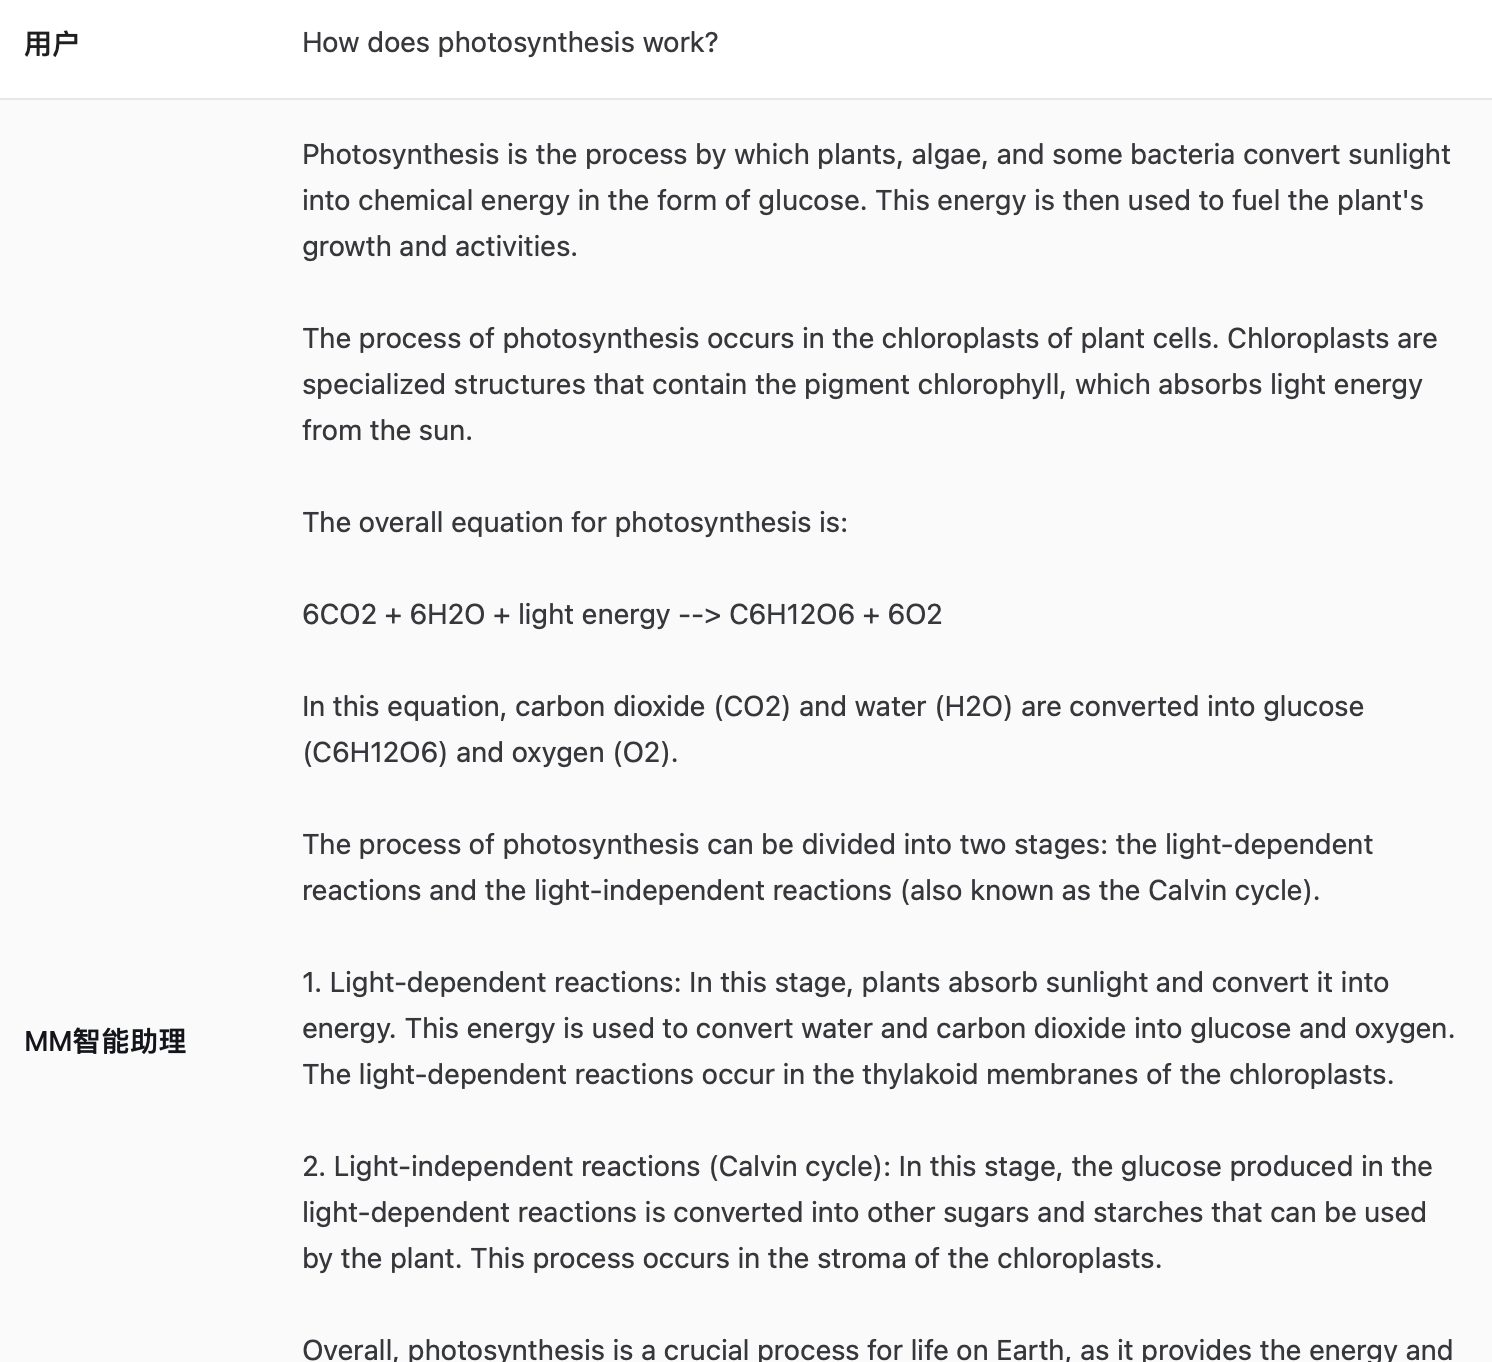 用户
How does photosynthesis work?
Photosynthesis is the process by which plants, algae, and some bacteria convert sunlight
into chemical energy in the form of glucose. This energy is then used to fuel the plant's
growth and activities.
The process of photosynthesis occurs in the chloroplasts of plant cells. Chloroplasts are
specialized structures that contain the pigment chlorophyll, which absorbs light energy
from the sun.
The overall equation for photosynthesis is:
6CO2 + 6H2O + light energy --> C6H12O6 + 6O2
In this equation, carbon dioxide (CO2) and water (H2O) are converted into glucose
(C6H12O6) and oxygen (O2).
The process of photosynthesis can be divided into two stages: the light-dependent
reactions and the light-independent reactions (also known as the Calvin cycle).
1. Light-dependent reactions: In this stage, plants absorb sunlight and convert it into
energy. This energy is used to convert water and carbon dioxide into glucose and oxygen.
The light-dependent reactions occur in the thylakoid membranes of the chloroplasts.
MM智能助理
2. Light-independent reactions (Calvin cycle): In this stage, the glucose produced in the
light-dependent reactions is converted into other sugars and starches that can be used
by the plant. This process occurs in the stroma of the chloroplasts.
Overall, photosynthesis is a crucial process for life on Earth, as it provides the energy and